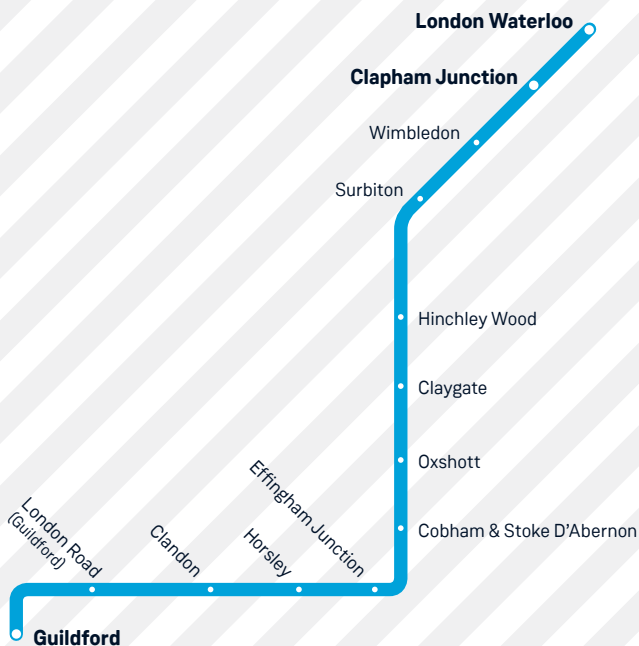 London Waterloo
Clapham Junction
Wimbledon
Surbiton
Hinchley Wood
Claygate
Oxshott
Cobham & Stoke D’Abernon
Effingham Junction
Horsley
Clandon
London Road
(Guildford)
Guildford